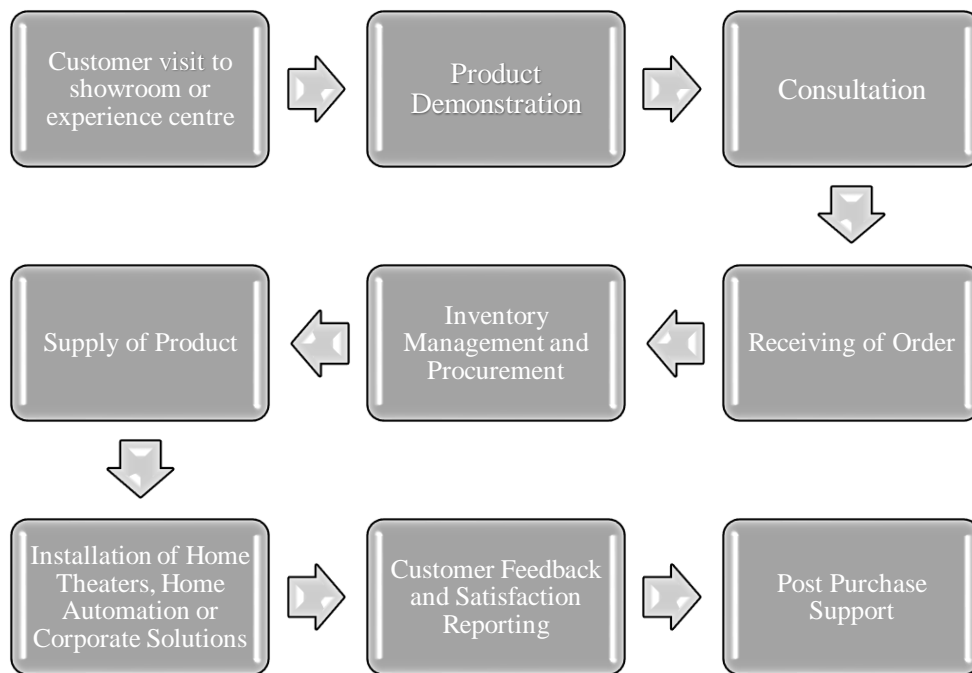 Customer visit to
showroom or
experience centre
Product
Demonstration
Consultation
Receiving of Order
Inventory
Management and
Procurement
Supply of Product
Installation of Home
Theaters, Home
Automation or
Corporate Solutions
Customer Feedback
and Satisfaction
Reporting
Post Purchase
Support